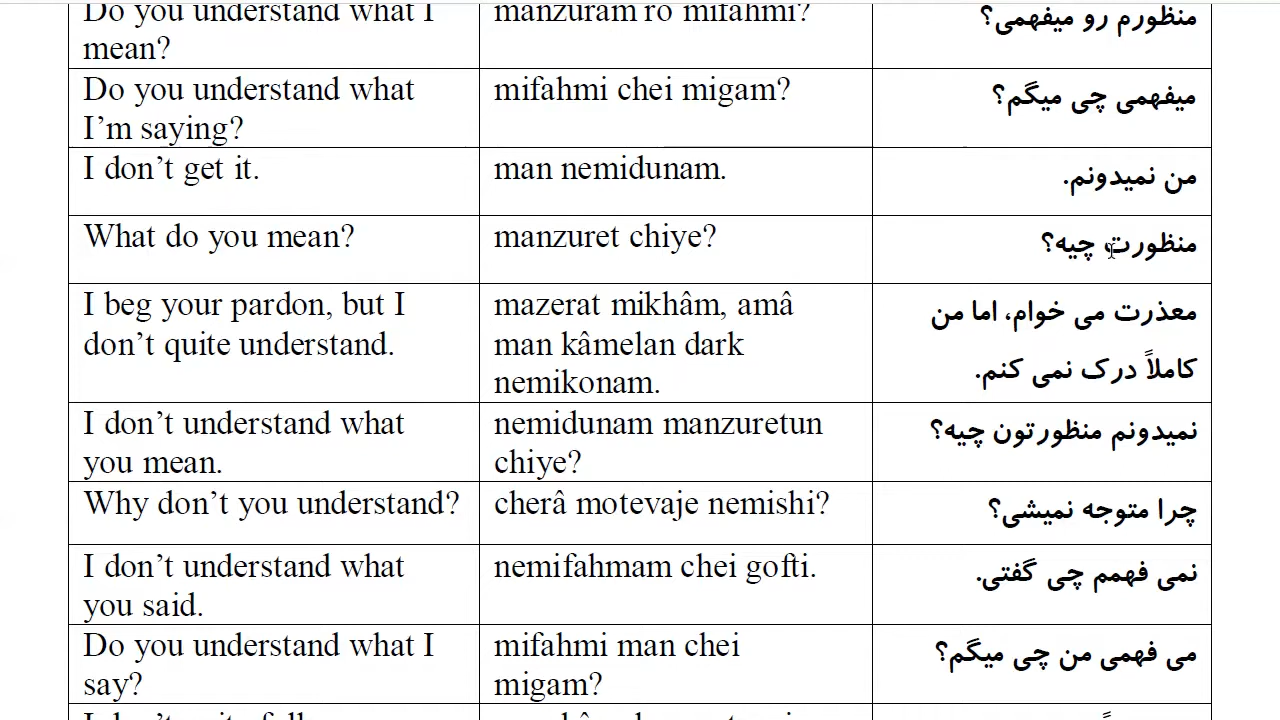 Do you understand what I
mean?
manzuram ro mifahmi?
منظورم رو میفهمی؟
Do you understand what
I’m saying?
mifahmi chei migam?
میفهمی چی میگم؟
I don’t get it.
man nemidunam.
من نمیدونم.
What do you mean?
manzuret chiye?
منظورت چیه؟
I beg your pardon, but I
don’t quite understand.
mazerat mikhâm, amâ
man kâmelan dark
nemikonam.
معذرت می خوام، اما من
کاملاً درک نمی کنم.
I don’t understand what
you mean.
nemidunam manzuretun
chiye?
نمیدونم منظورتون چیه؟
Why don’t you understand?
cherâ motevaje nemishi?
چرا متوجه نمیشی؟
I don’t understand what
you said.
nemifahmam chei gofti.
نمی فهمم چی گفتی.
Do you understand what I
say?
mifahmi man chei
migam?
می فهمی من چی میگم؟